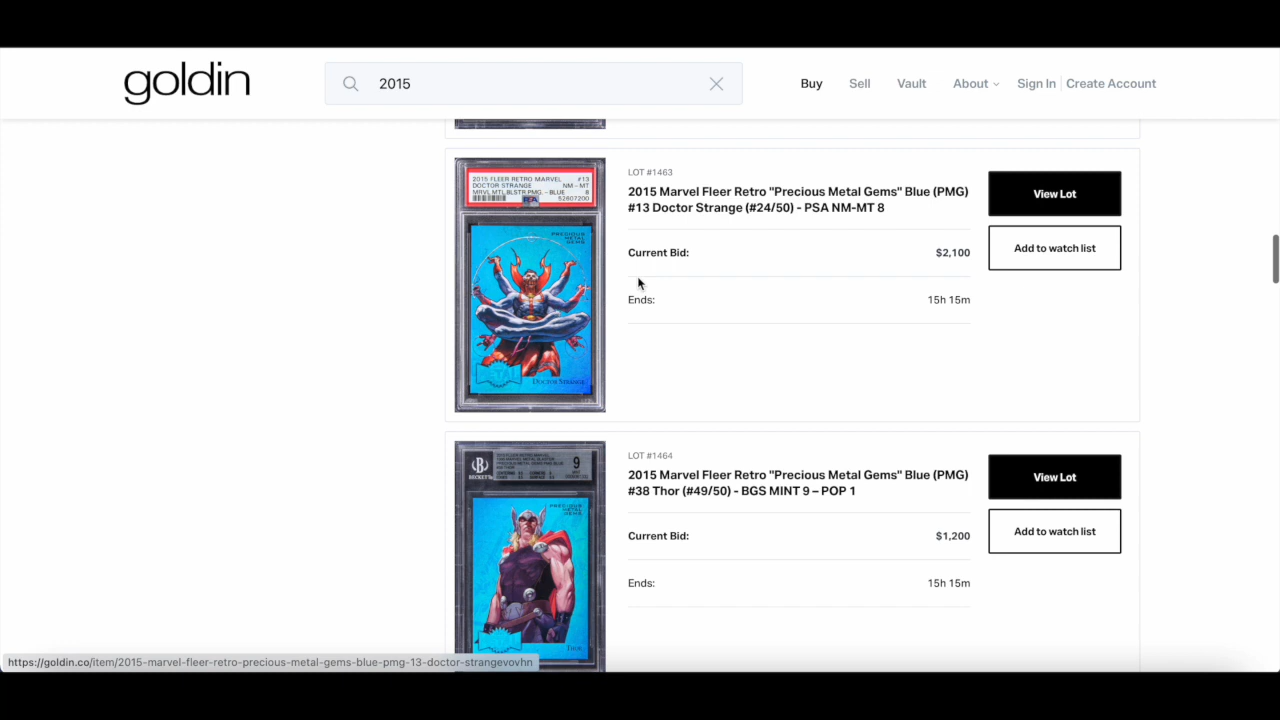 goldin
2015
Buy
Sell
Vault
About
Sign In
Create Account
LOT #1463
2015 Marvel Fleer Retro "Precious Metal Gems" Blue (PMG)
#13 Doctor Strange (#24/50) - PSA NM-MT 8
Current Bid:
$2,100
Ends:
15h 15m
View Lot
Add to watch list
2015 FLEER RETRO MARVEL #13
DOCTOR STRANGE NM - MT
MRVL.MTL.BLSTR.PMG. - BLUE 8
PSA
52607200
PRECIOUS
METAL
GEMS
DOCTOR STRANGE
LOT #1464
2015 Marvel Fleer Retro "Precious Metal Gems" Blue (PMG)
#38 Thor (#49/50) - BGS MINT 9 – POP 1
Current Bid:
$1,200
Ends:
15h 15m
View Lot
Add to watch list
9
PRECIOUS
METAL
GEMS
THOR
https://goldin.co/item/2015-marvel-fleer-retro-precious-metal-gems-blue-pmg-13-doctor-strangevovhn